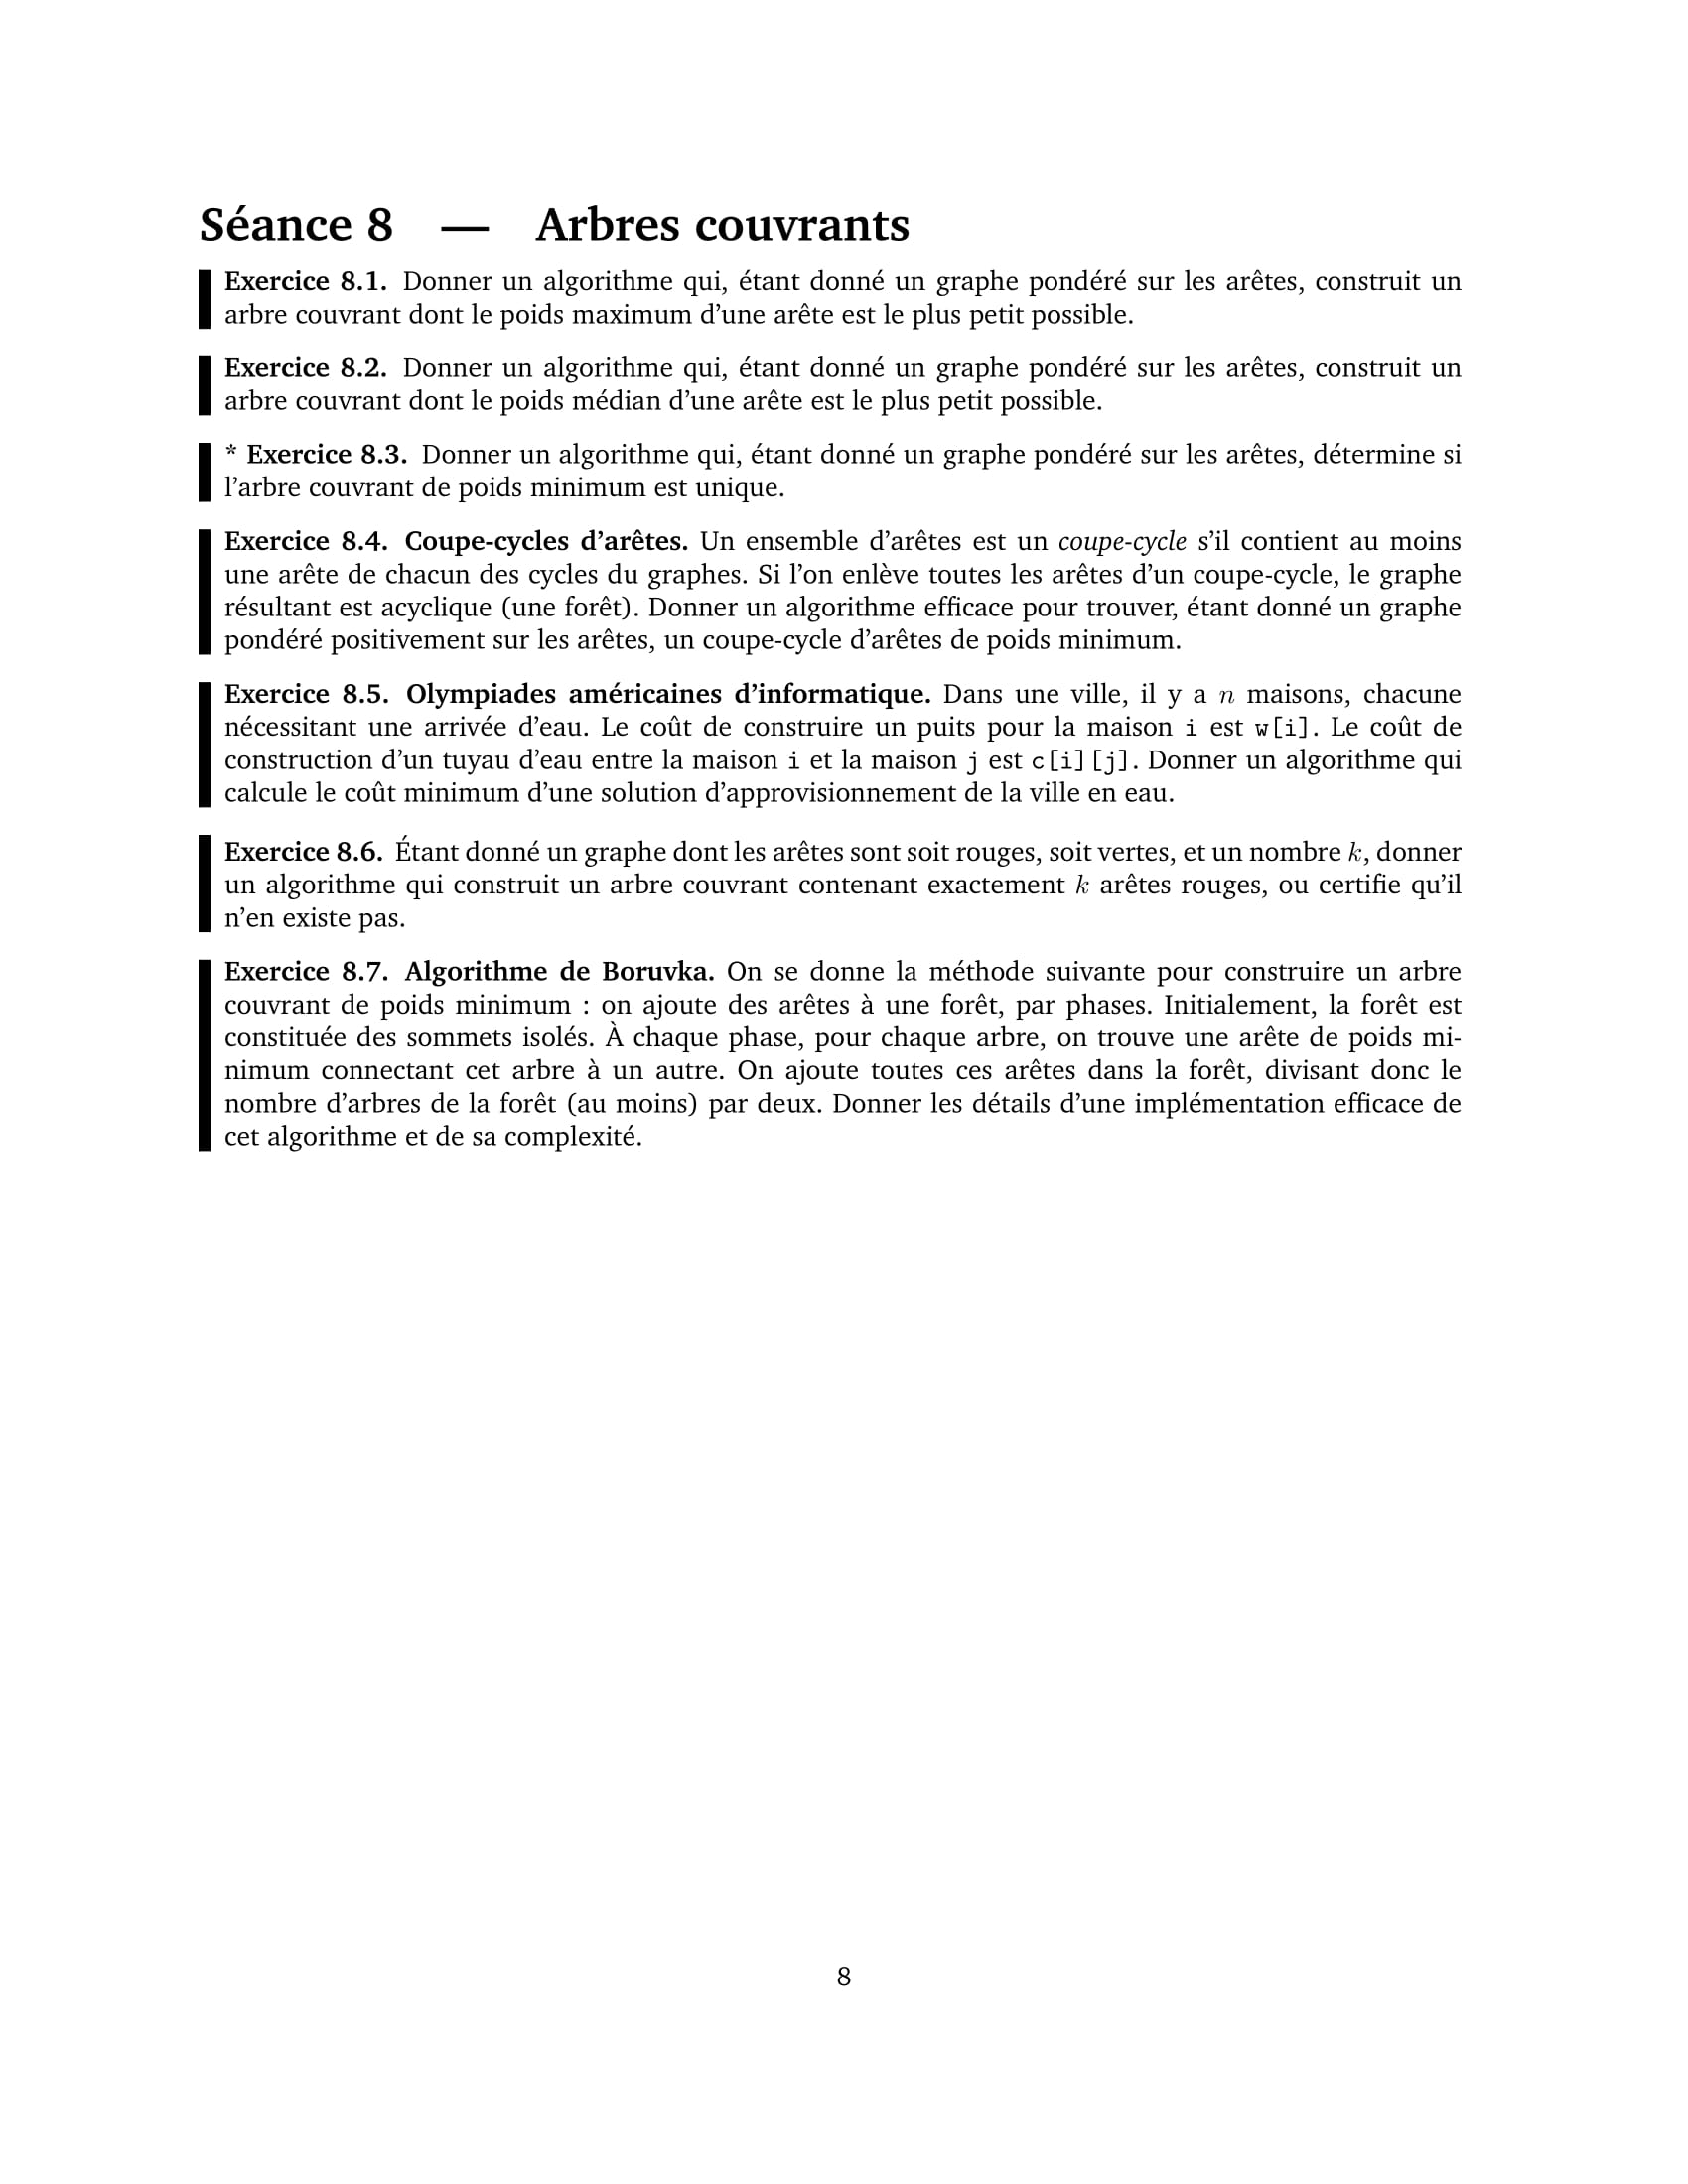 Séance 8 — Arbres couvrants
Exercice 8.1. Donner un algorithme qui, étant donné un graphe pondéré sur les arêtes, construit un
arbre couvrant dont le poids maximum d’une arête est le plus petit possible.
Exercice 8.2. Donner un algorithme qui, étant donné un graphe pondéré sur les arêtes, construit un
arbre couvrant dont le poids médian d’une arête est le plus petit possible.
* Exercice 8.3. Donner un algorithme qui, étant donné un graphe pondéré sur les arêtes, détermine si
l’arbre couvrant de poids minimum est unique.
Exercice 8.4. Coupe-cycles d’arêtes. Un ensemble d’arêtes est un coupe-cycle s’il contient au moins
une arête de chacun des cycles du graphes. Si l’on enlève toutes les arêtes d’un coupe-cycle, le graphe
résultant est acyclique (une forêt). Donner un algorithme efficace pour trouver, étant donné un graphe
pondéré positivement sur les arêtes, un coupe-cycle d’arêtes de poids minimum.
Exercice 8.5. Olympiades américaines d’informatique. Dans une ville, il y a n maisons, chacune
nécessitant une arrivée d’eau. Le coût de construire un puits pour la maison i est w[i]. Le coût de
construction d’un tuyau d’eau entre la maison i et la maison j est c[i][j]. Donner un algorithme qui
calcule le coût minimum d’une solution d’approvisionnement de la ville en eau.
Exercice 8.6. Étant donné un graphe dont les arêtes sont soit rouges, soit vertes, et un nombre k, donner
un algorithme qui construit un arbre couvrant contenant exactement k arêtes rouges, ou certifie qu’il
n’en existe pas.
Exercice 8.7. Algorithme de Boruvka. On se donne la méthode suivante pour construire un arbre
couvrant de poids minimum : on ajoute des arêtes à une forêt, par phases. Initialement, la forêt est
constituée des sommets isolés. À chaque phase, pour chaque arbre, on trouve une arête de poids mi-
nimum connectant cet arbre à un autre. On ajoute toutes ces arêtes dans la forêt, divisant donc le
nombre d’arbres de la forêt (au moins) par deux. Donner les détails d’une implémentation efficace de
cet algorithme et de sa complexité.
8